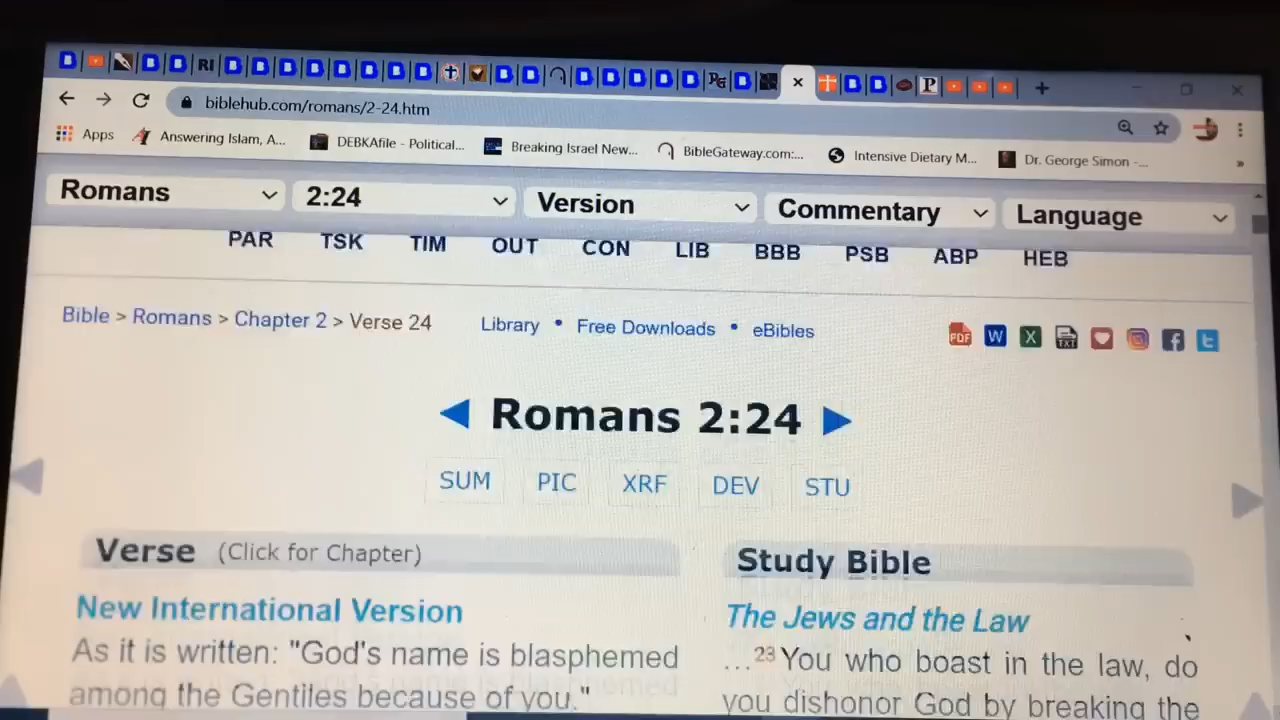 RI
PG
P
biblehub.com/romans/2-24.htm
Apps
Answering Islam, A...
DEBKAfile - Political...
Breaking Israel New...
BibleGateway.com:...
Intensive Dietary M...
Dr. George Simon -...
»
Romans
2:24
Version
Commentary
Language
PAR TSK TIM OUT CON LIB BBB PSB ABP HEB
Bible > Romans > Chapter 2 > Verse 24
Library • Free Downloads • eBibles
PDF W X TXT
◄ Romans 2:24 ►
SUM PIC XRF DEV STU
Verse (Click for Chapter)
New International Version
As it is written: "God's name is blasphemed
among the Gentiles because of you."
Study Bible
The Jews and the Law
...23 You who boast in the law, do
you dishonor God by breaking the